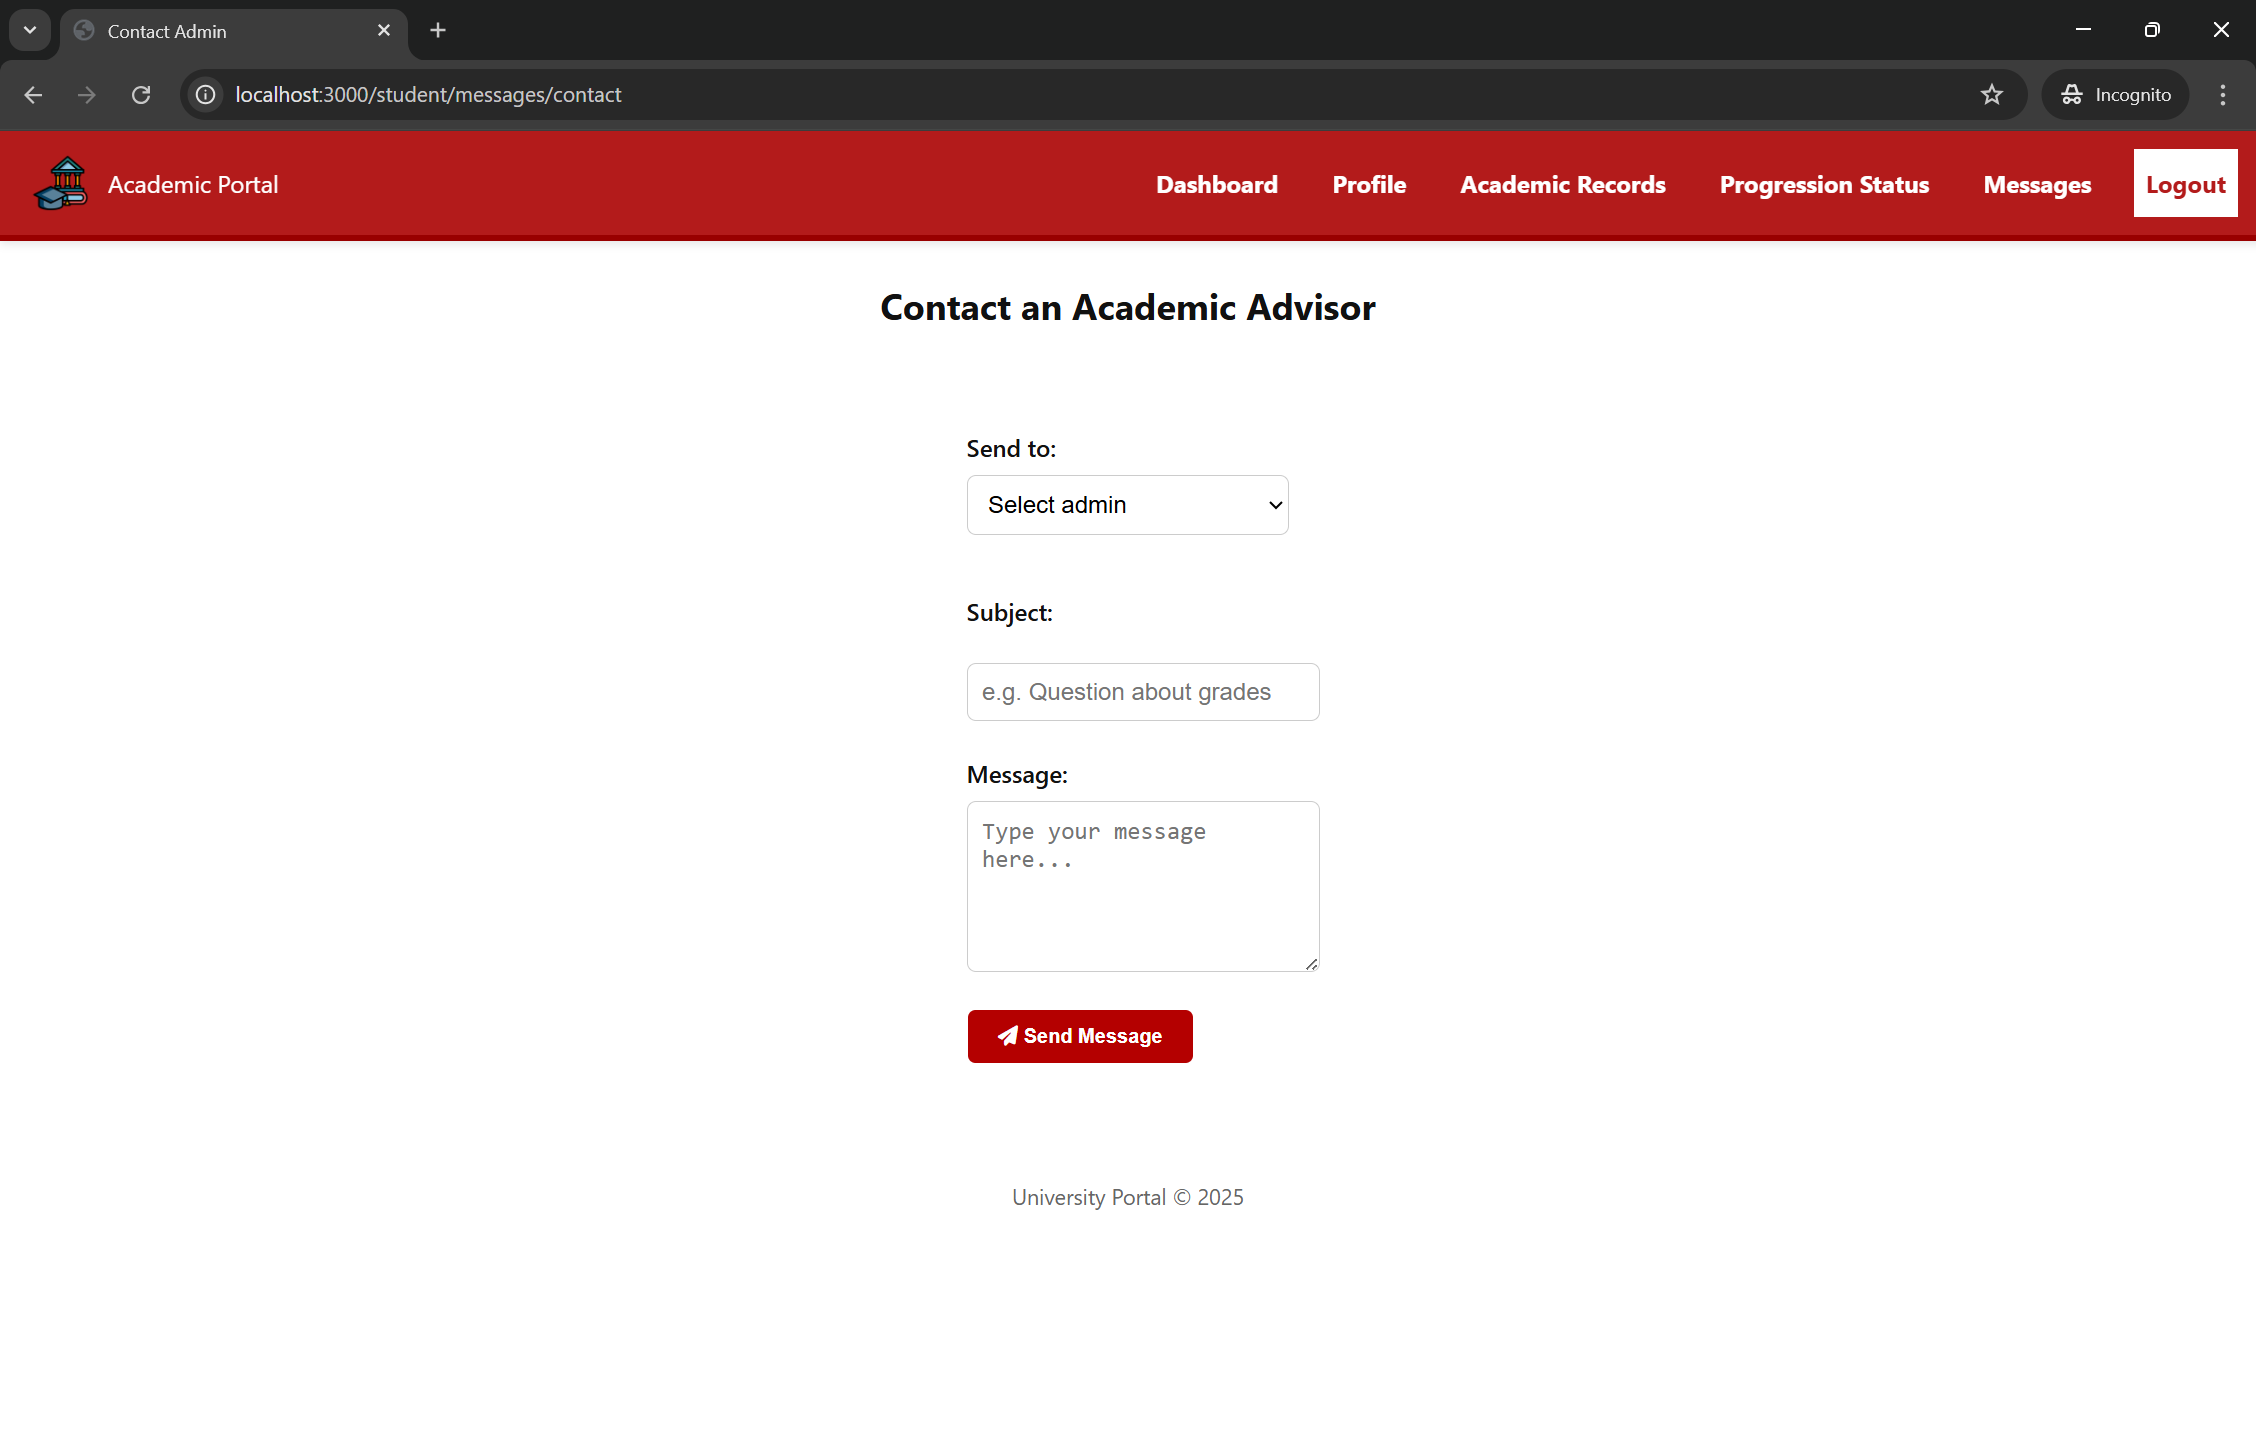 Contact Admin
localhost:3000/student/messages/contact
Incognito
Academic Portal
Dashboard
Profile
Academic Records
Progression Status
Messages
Logout
Contact an Academic Advisor
Send to:
Select admin
Subject:
e.g. Question about grades
Message:
Type your message
here...
Send Message
University Portal © 2025